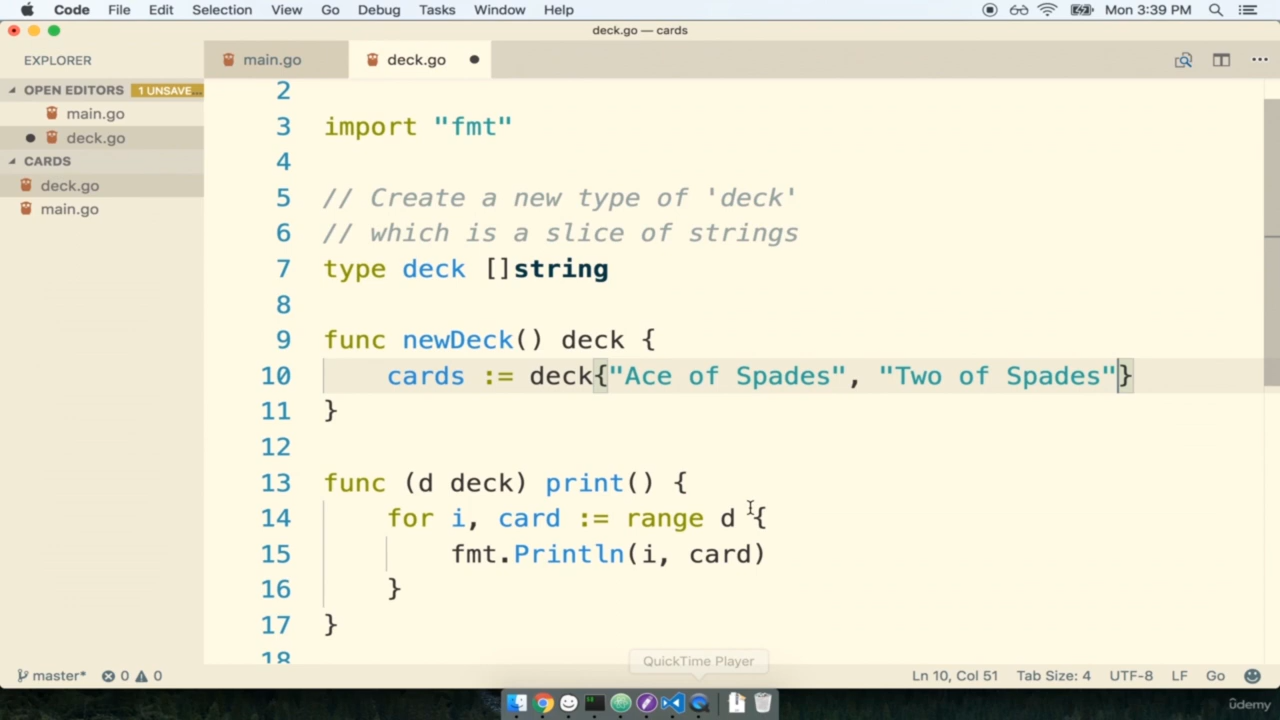 Code File Edit Selection View Go Debug Tasks Window Help Mon 3:39 PM
deck.go — cards
EXPLORER
main.go
deck.go
OPEN EDITORS 1 UNSAVE...
main.go
deck.go
CARDS
deck.go
main.go
2
3 import "fmt"
4
5 // Create a new type of 'deck'
6 // which is a slice of strings
7 type deck []string
8
9 func newDeck() deck {
10 cards := deck{"Ace of Spades", "Two of Spades"}
11 }
12
13 func (d deck) print() {
14 for i, card := range d {
15 fmt.Println(i, card)
16 }
17 }
18
QuickTime Player
master* 0 0 Ln 10, Col 51 Tab Size: 4 UTF-8 LF Go
ûdemy